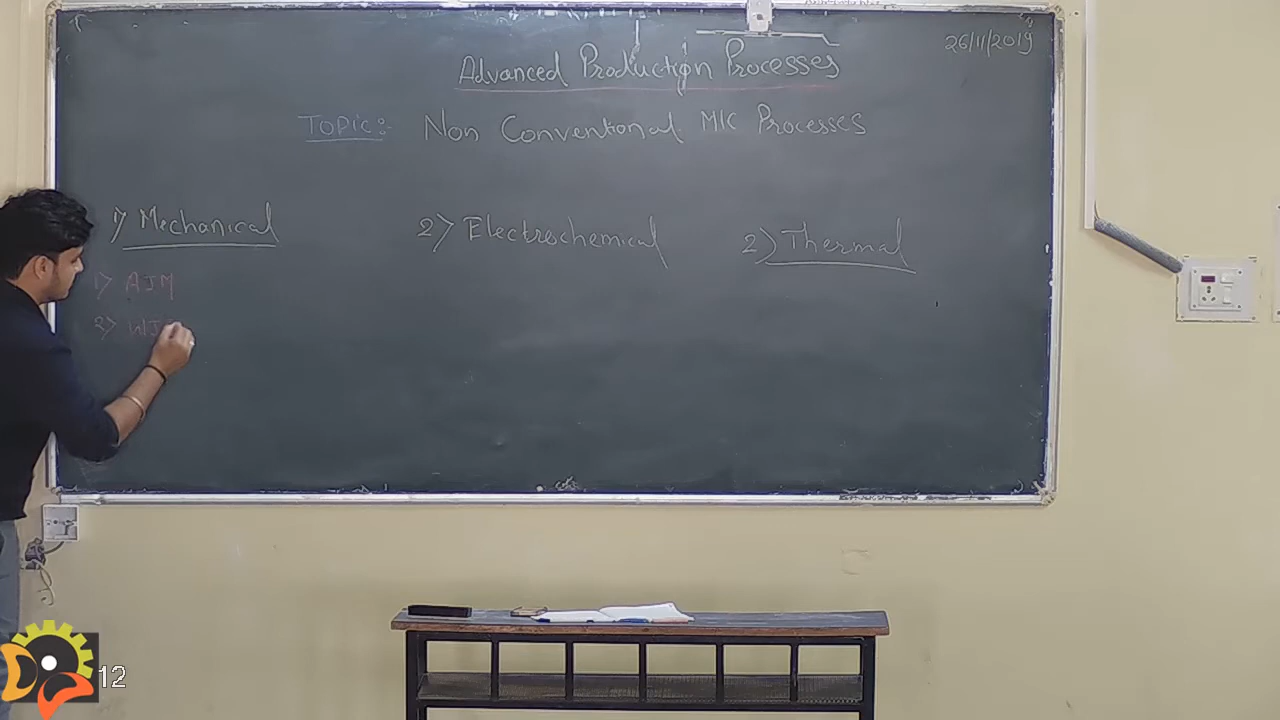 26/11/2019
Advanced Production Processes
Topic:- Non Conventional M/C Processes
1) Mechanical
2) Electrochemical
2) Thermal
1) AJM
2) WJ
12